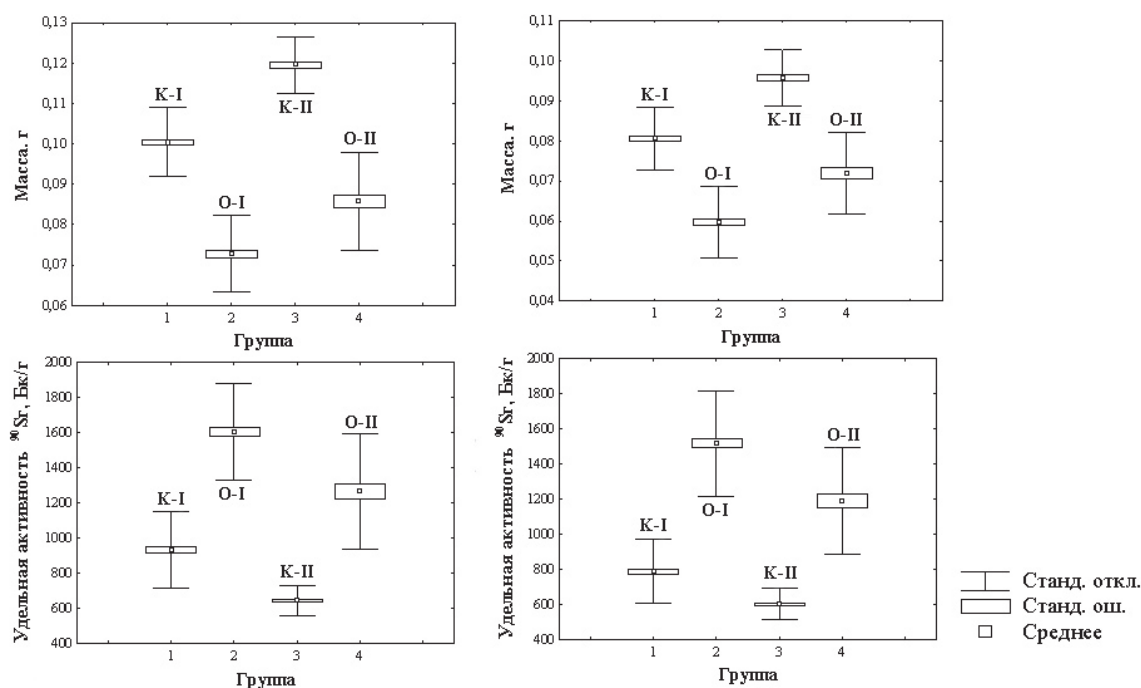 Масса. г
0,13
0,12
0,11
0,10
0,09
0,08
0,07
0,06
К-I
О-I
К-II
О-II
1 2 3 4
Группа
Масса. г
0,11
0,10
0,09
0,08
0,07
0,06
0,05
0,04
К-I
О-I
К-II
О-II
1 2 3 4
Группа
Удельная активность ⁹⁰Sr, Бк/г
2000
1800
1600
1400
1200
1000
800
600
400
К-I
О-I
К-II
О-II
1 2 3 4
Группа
Удельная активность ⁹⁰Sr, Бк/г
2000
1800
1600
1400
1200
1000
800
600
400
К-I
О-I
К-II
О-II
1 2 3 4
Группа
Станд. откл.
Станд. ош.
Среднее